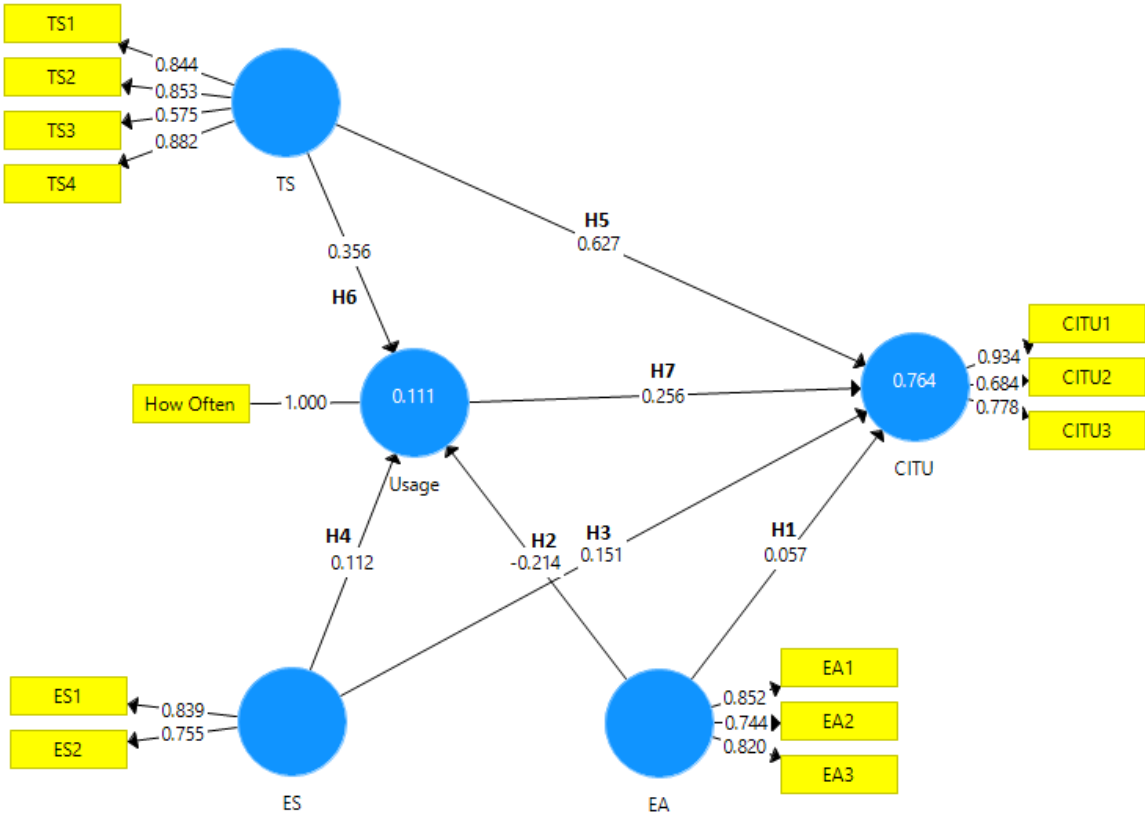 TS1
0.844
TS2
0.853
TS3
0.575
0.882
TS4
TS
H5
0.627
0.356
H6
CITU1
0.934
CITU2
0.684
0.778
CITU3
0.764
CITU
H7
0.256
How Often
1.000
0.111
Usage
H4
0.112
H2
-0.214
H3
0.151
H1
0.057
ES1
0.839
0.755
ES2
ES
EA1
0.852
EA2
0.744
0.820
EA3
EA